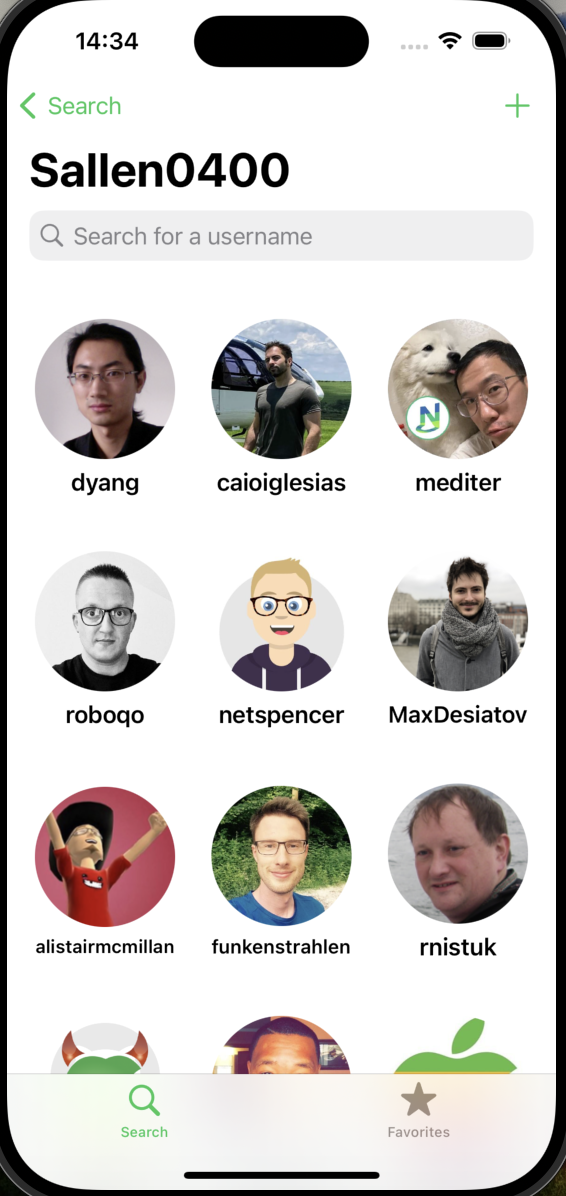 14:34
Search
Sallen0400
Search for a username
N
dyang caioiglesias mediter
roboqo netspencer MaxDesiatov
alistairmcmillan funkenstrahlen rnistuk
Search Favorites